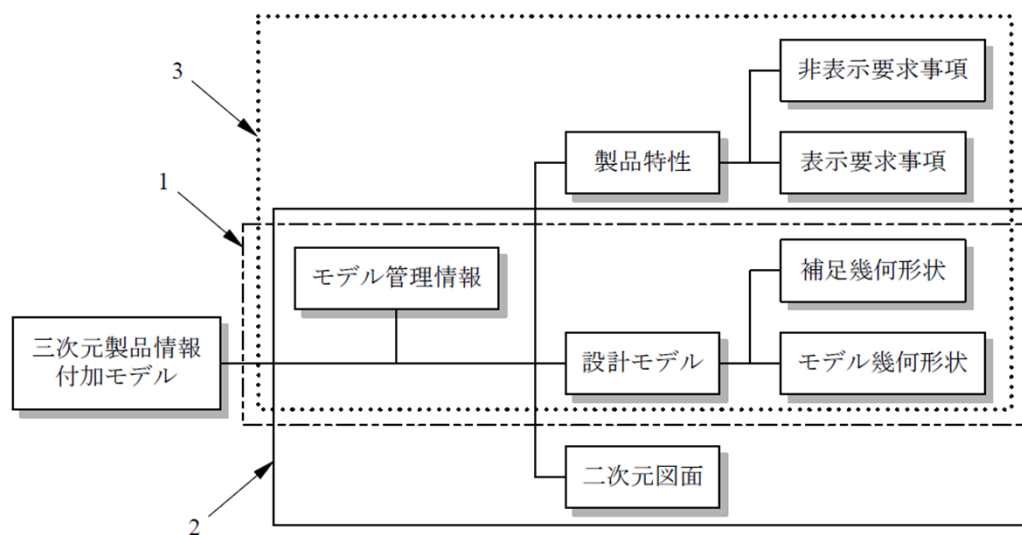 3
非表示要求事項
製品特性
表示要求事項
1
モデル管理情報
補足幾何形状
三次元製品情報
付加モデル
設計モデル
モデル幾何形状
二次元図面
2